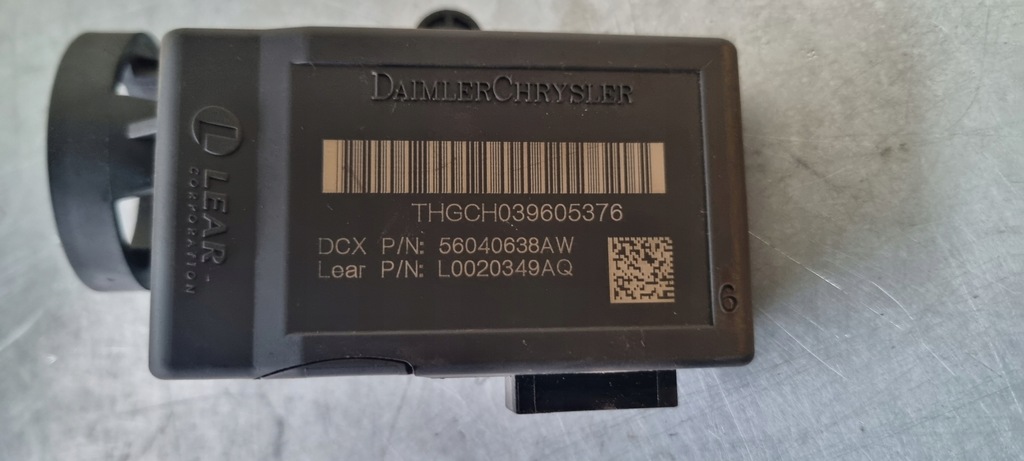 DAIMLERCHRYSLER
LEAR
CORPORATION
THGCH039605376
DCX P/N: 56040638AW
Lear P/N: L0020349AQ
6